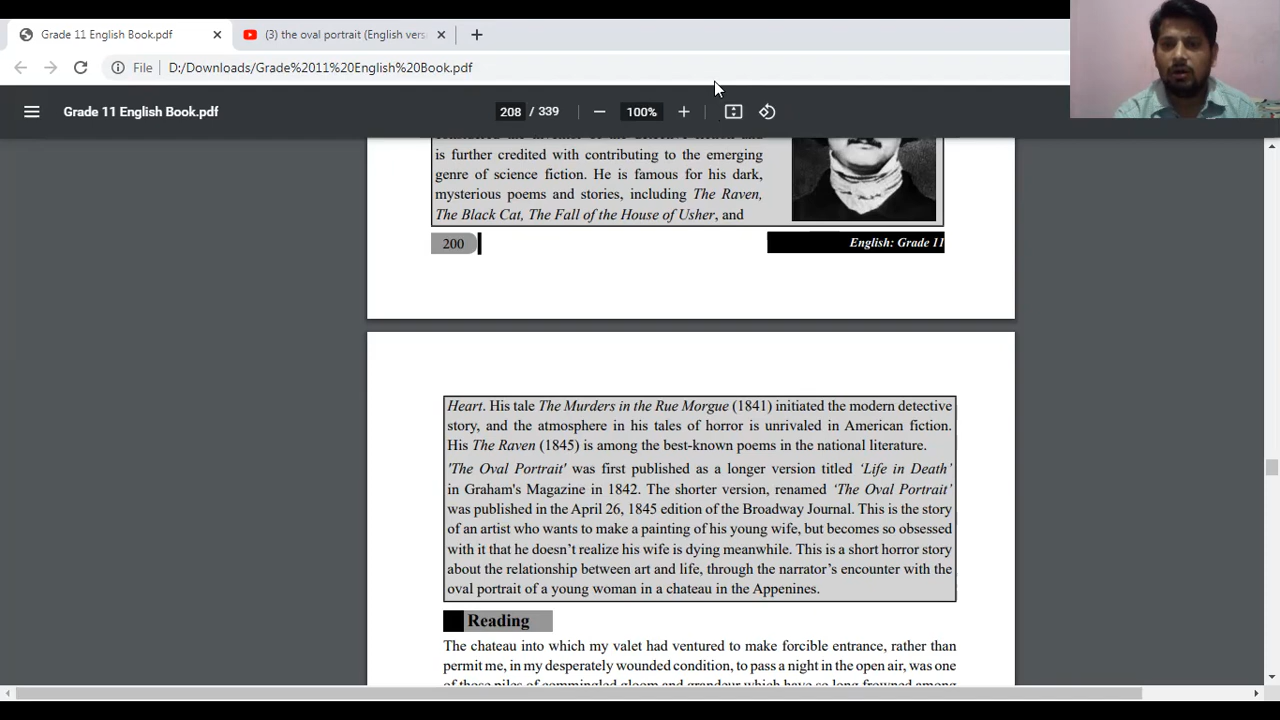 Grade 11 English Book.pdf
(3) the oval portrait (English vers
File
D:/Downloads/Grade%2011%20English%20Book.pdf
Grade 11 English Book.pdf
208 / 339
100%
is further credited with contributing to the emerging
genre of science fiction. He is famous for his dark,
mysterious poems and stories, including The Raven,
The Black Cat, The Fall of the House of Usher, and
200
English: Grade 11
Heart. His tale The Murders in the Rue Morgue (1841) initiated the modern detective
story, and the atmosphere in his tales of horror is unrivaled in American fiction.
His The Raven (1845) is among the best-known poems in the national literature.
'The Oval Portrait' was first published as a longer version titled ‘Life in Death’
in Graham's Magazine in 1842. The shorter version, renamed ‘The Oval Portrait’
was published in the April 26, 1845 edition of the Broadway Journal. This is the story
of an artist who wants to make a painting of his young wife, but becomes so obsessed
with it that he doesn’t realize his wife is dying meanwhile. This is a short horror story
about the relationship between art and life, through the narrator’s encounter with the
oval portrait of a young woman in a chateau in the Appenines.
Reading
The chateau into which my valet had ventured to make forcible entrance, rather than
permit me, in my desperately wounded condition, to pass a night in the open air, was one
of those piles of commingled gloom and grandeur which have so long frowned among